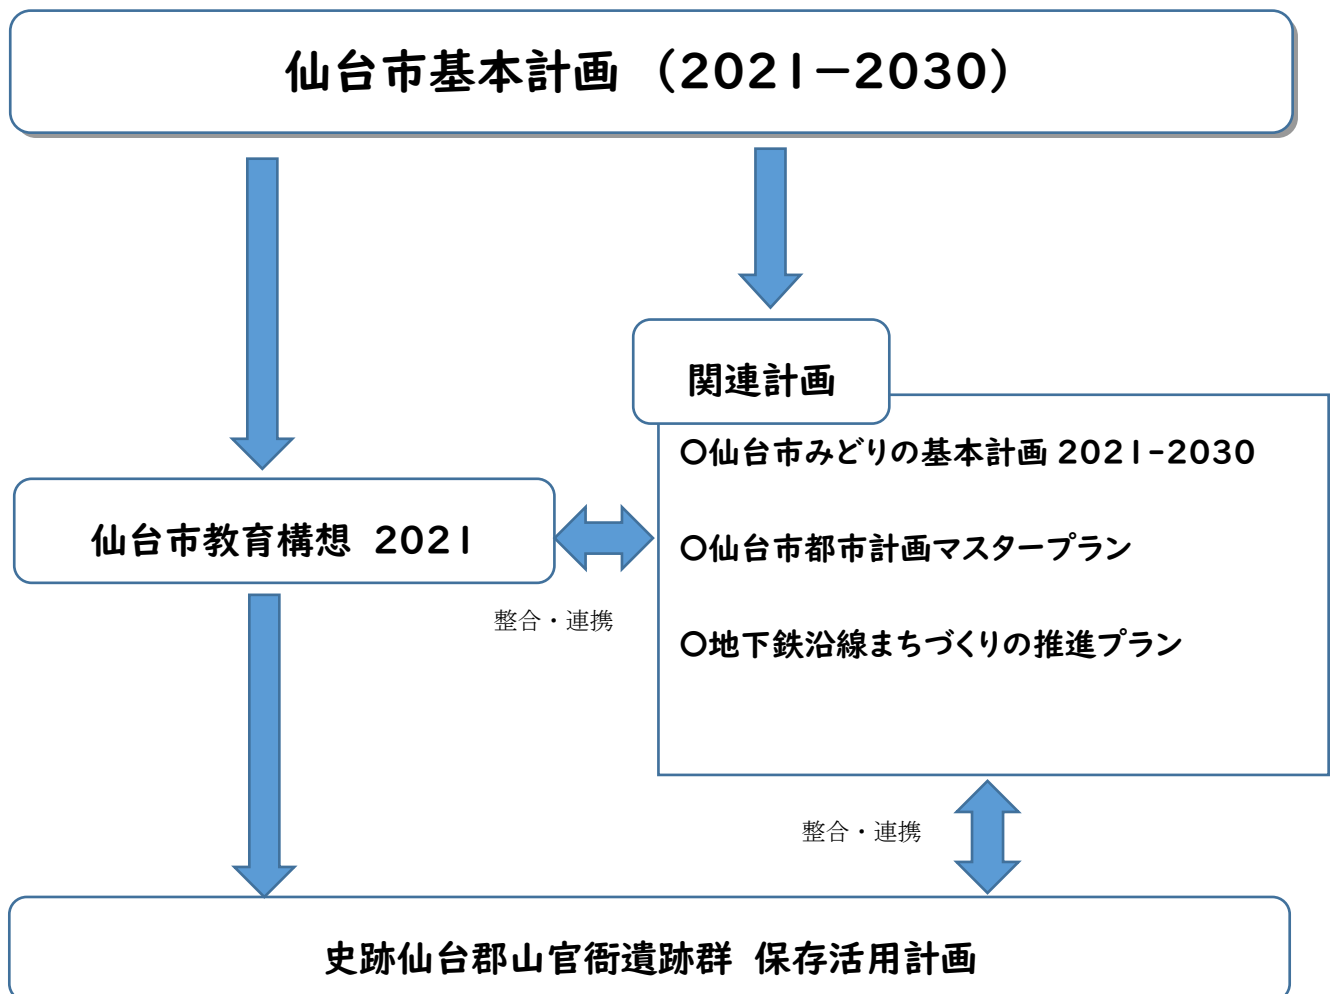 仙台市基本計画（2021－2030）
関連計画
〇仙台市みどりの基本計画 2021-2030
仙台市教育構想 2021
〇仙台市都市計画マスタープラン
整合・連携
〇地下鉄沿線まちづくりの推進プラン
整合・連携
史跡仙台郡山官衙遺跡群 保存活用計画